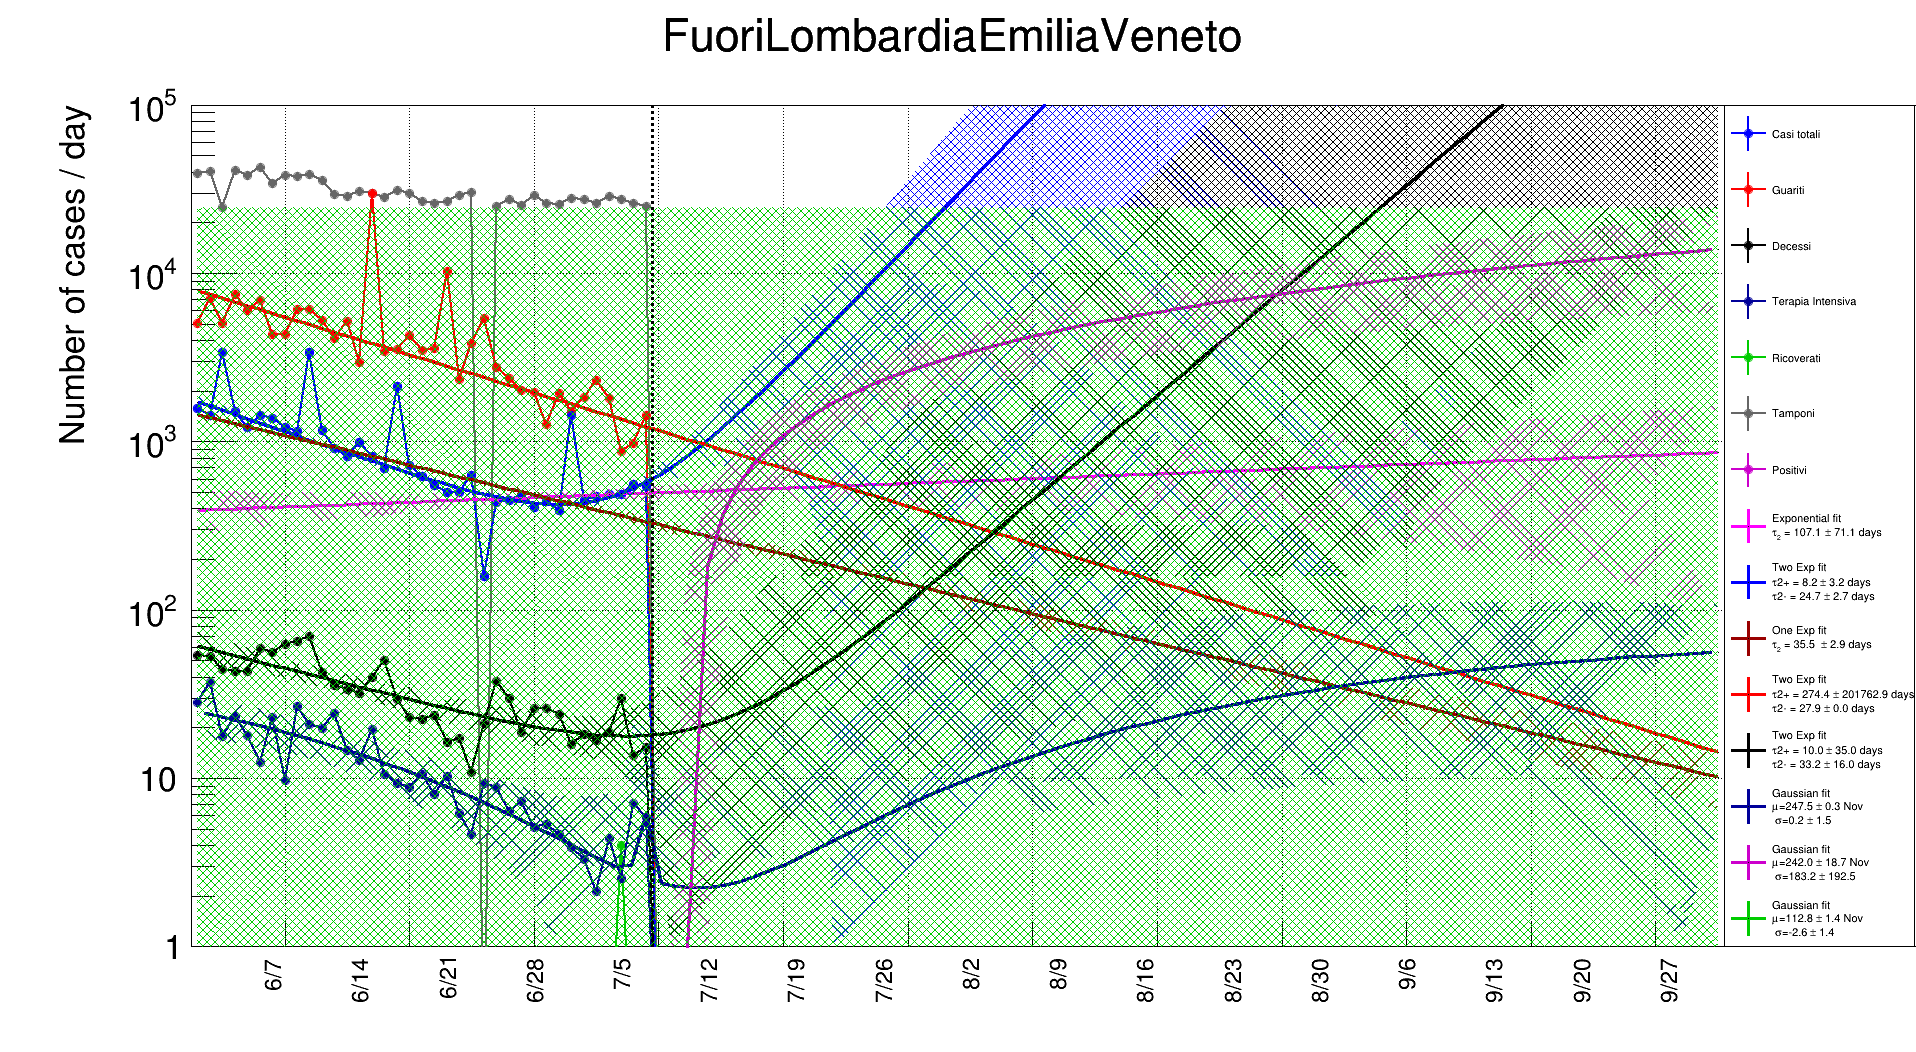 FuoriLombardiaEmiliaVeneto
Number of cases / day
10^5
10^4
10^3
10^2
10
1
6/7
6/14
6/21
6/28
7/5
7/12
7/19
7/26
8/2
8/9
8/16
8/23
8/30
9/6
9/13
9/20
9/27
Casi totali
Guariti
Decessi
Terapia Intensiva
Ricoverati
Tamponi
Positivi
Exponential fit
τ₂ = 107.1 ± 71.1 days
Two Exp fit
τ2+ = 8.2 ± 3.2 days
τ2- = 24.7 ± 2.7 days
One Exp fit
τ₂ = 35.5 ± 2.9 days
Two Exp fit
τ2+ = 274.4 ± 201762.9 days
τ2- = 27.9 ± 0.0 days
Two Exp fit
τ2+ = 10.0 ± 35.0 days
τ2- = 33.2 ± 16.0 days
Gaussian fit
μ=247.5 ± 0.3 Nov
σ=0.2 ± 1.5
Gaussian fit
μ=242.0 ± 18.7 Nov
σ=183.2 ± 192.5
Gaussian fit
μ=112.8 ± 1.4 Nov
σ=-2.6 ± 1.4